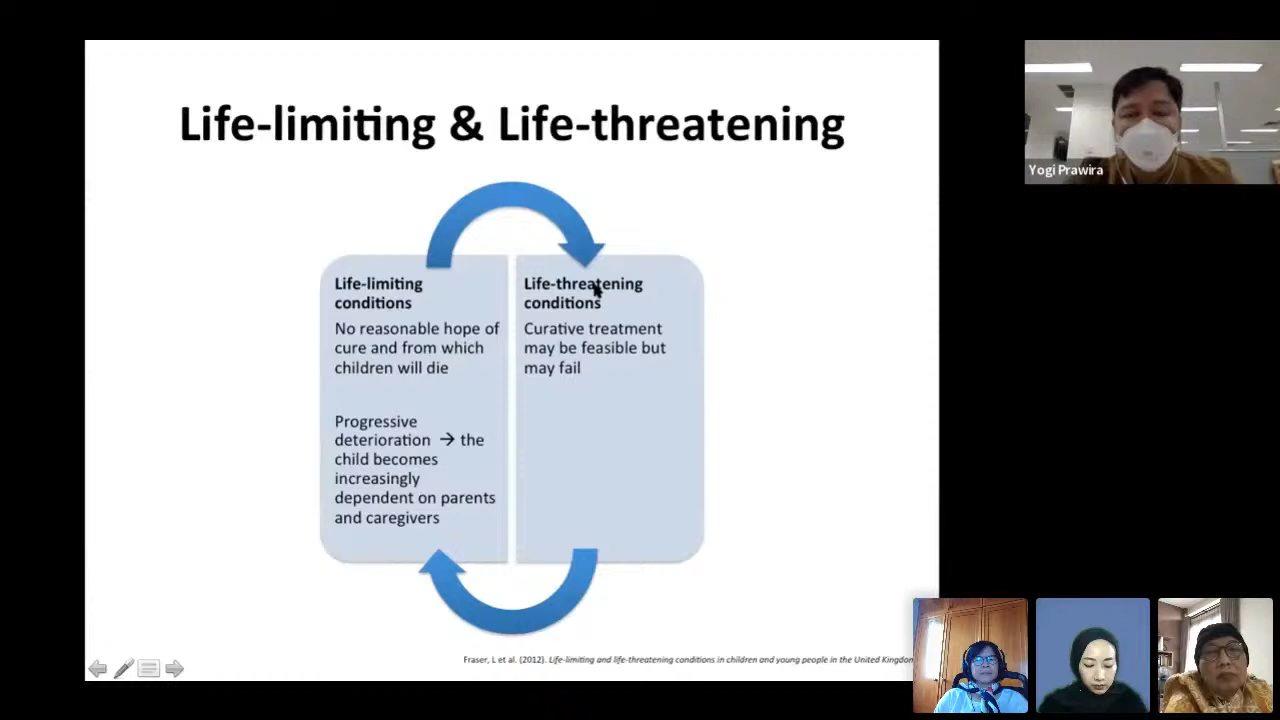 Life-limiting & Life-threatening
Life-limiting
conditions
No reasonable hope of
cure and from which
children will die
Progressive
deterioration → the
child becomes
increasingly
dependent on parents
and caregivers
Life-threatening
conditions
Curative treatment
may be feasible but
may fail
Fraser, L et al. (2012). Life-limiting and life-threatening conditions in children and young people in the United Kingdom
Yogi Prawira